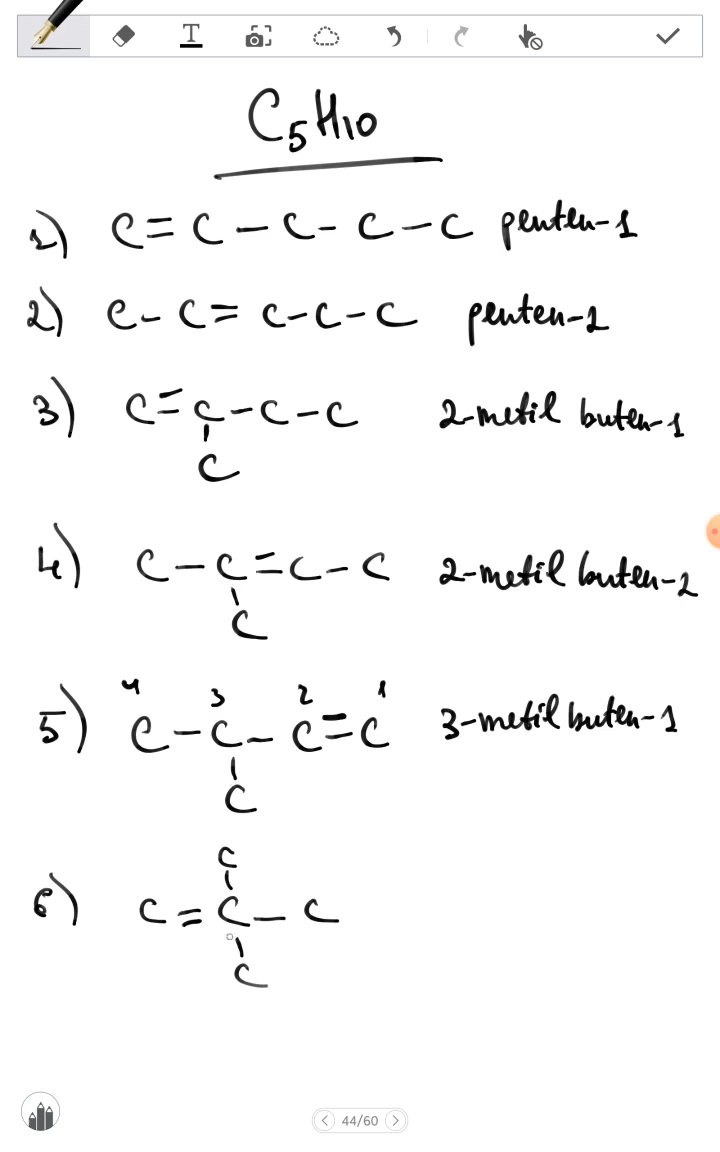 C5H10
1) C=C-C-C-C penten-1
2) C-C=C-C-C penten-2
3) C=C-C-C 2-metil buten-1
C
4) C-C=C-C 2-metil buten-2
C
4 3 2 1
5) C-C-C=C 3-metil buten-1
C
C
6) C=C-C
C
44/60